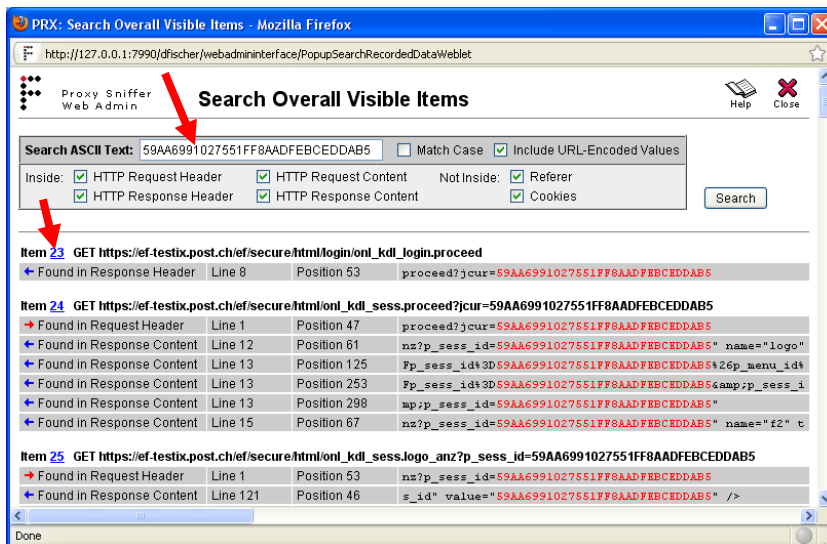 PRX: Search Overall Visible Items - Mozilla Firefox
http://127.0.0.1:7990/dfischer/webadmininterface/PopupSearchRecordedDataWeblet
Proxy Sniffer
Web Admin
Search Overall Visible Items
Help
Close
Search ASCII Text: 59AA6991027551FF8AADFEBCEDDAB5 Match Case Include URL-Encoded Values
Inside: HTTP Request Header HTTP Request Content Not Inside: Referer
HTTP Response Header HTTP Response Content Cookies
Search
Item 23 GET https://ef-testix.post.ch/ef/secure/html/login/onl_kdl_login.proceed
Found in Response Header Line 8 Position 53 proceed?jcur=59AA6991027551FF8AADFEBCEDDAB5
Item 24 GET https://ef-testix.post.ch/ef/secure/html/onl_kdl_sess.proceed?jcur=59AA6991027551FF8AADFEBCEDDAB5
Found in Request Header Line 1 Position 47 proceed?jcur=59AA6991027551FF8AADFEBCEDDAB5
Found in Response Content Line 12 Position 61 nz?p_sess_id=59AA6991027551FF8AADFEBCEDDAB5" name="logo"
Found in Response Content Line 13 Position 125 Fp_sess_id%3D59AA6991027551FF8AADFEBCEDDAB5%26p_menu_id%
Found in Response Content Line 13 Position 253 Fp_sess_id%3D59AA6991027551FF8AADFEBCEDDAB5&amp;p_sess_i
Found in Response Content Line 13 Position 298 mp;p_sess_id=59AA6991027551FF8AADFEBCEDDAB5"
Found in Response Content Line 15 Position 67 nz?p_sess_id=59AA6991027551FF8AADFEBCEDDAB5" name="f2" t
Item 25 GET https://ef-testix.post.ch/ef/secure/html/onl_kdl_sess.logo_anz?p_sess_id=59AA6991027551FF8AADFEBCEDDAB5
Found in Request Header Line 1 Position 53 nz?p_sess_id=59AA6991027551FF8AADFEBCEDDAB5
Found in Response Content Line 121 Position 46 s_id" value="59AA6991027551FF8AADFEBCEDDAB5" />
Done